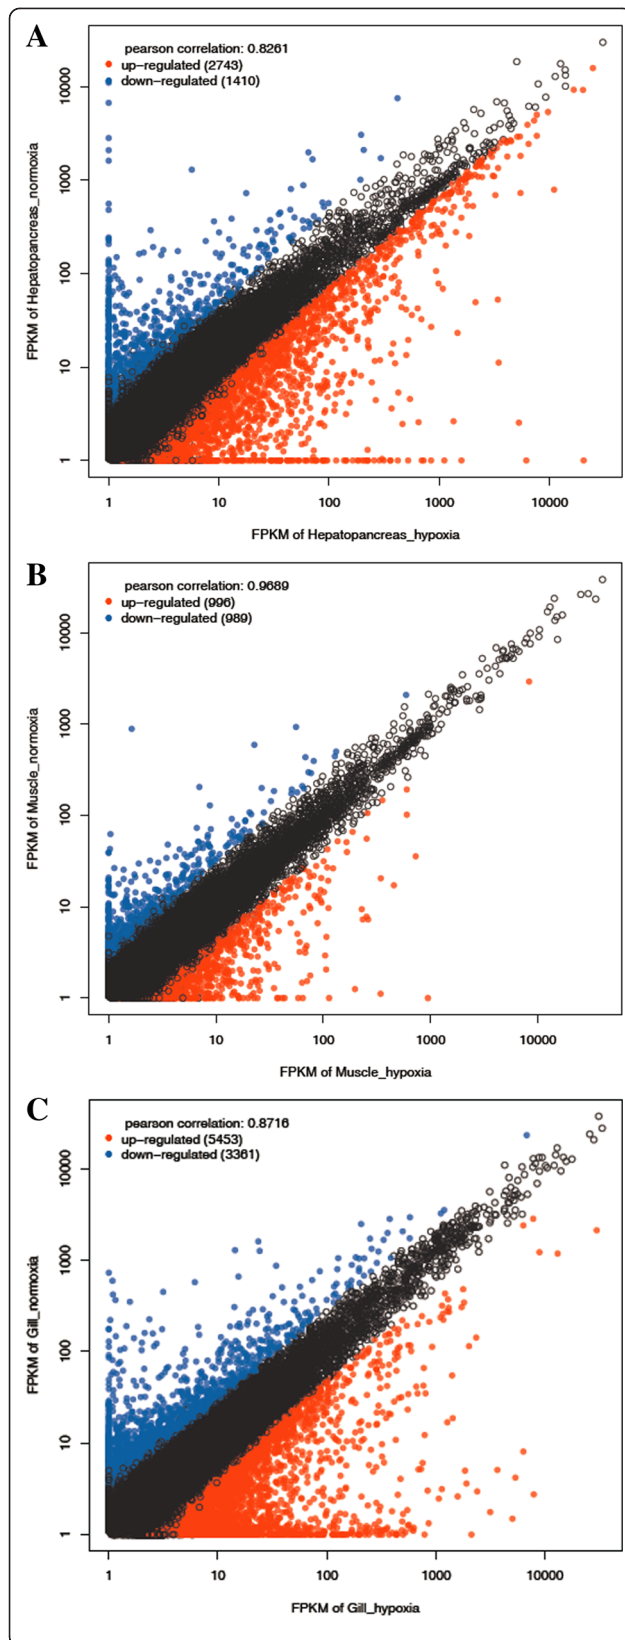 A
pearson correlation: 0.8261
up-regulated (2743)
down-regulated (1410)
10000
1000
100
10
1
FPKM of Hepatopancreas_normoxia
1 10 100 1000 10000
FPKM of Hepatopancreas_hypoxia
B
pearson correlation: 0.9689
up-regulated (996)
down-regulated (989)
10000
1000
100
10
1
FPKM of Muscle_normoxia
1 10 100 1000 10000
FPKM of Muscle_hypoxia
C
pearson correlation: 0.8716
up-regulated (5453)
down-regulated (3361)
10000
1000
100
10
1
FPKM of Gill_normoxia
1 10 100 1000 10000
FPKM of Gill_hypoxia